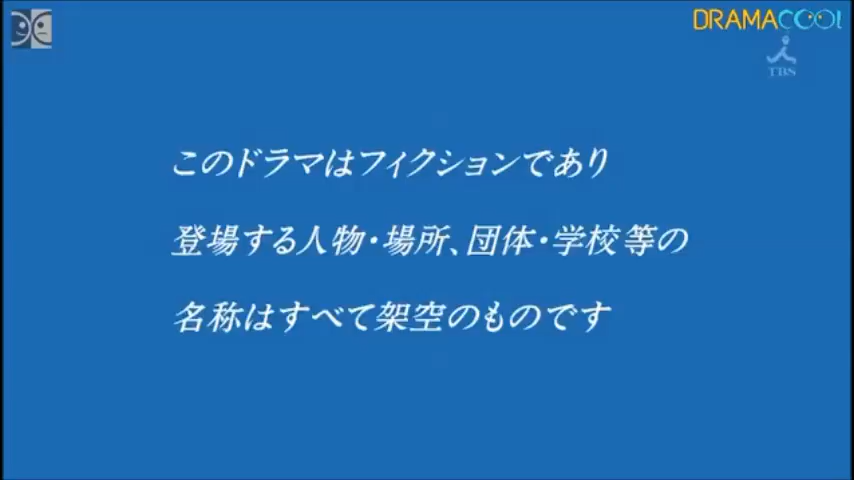 DRAMACOOL
TBS
このドラマはフィクションであり
登場する人物・場所、団体・学校等の
名称はすべて架空のものです